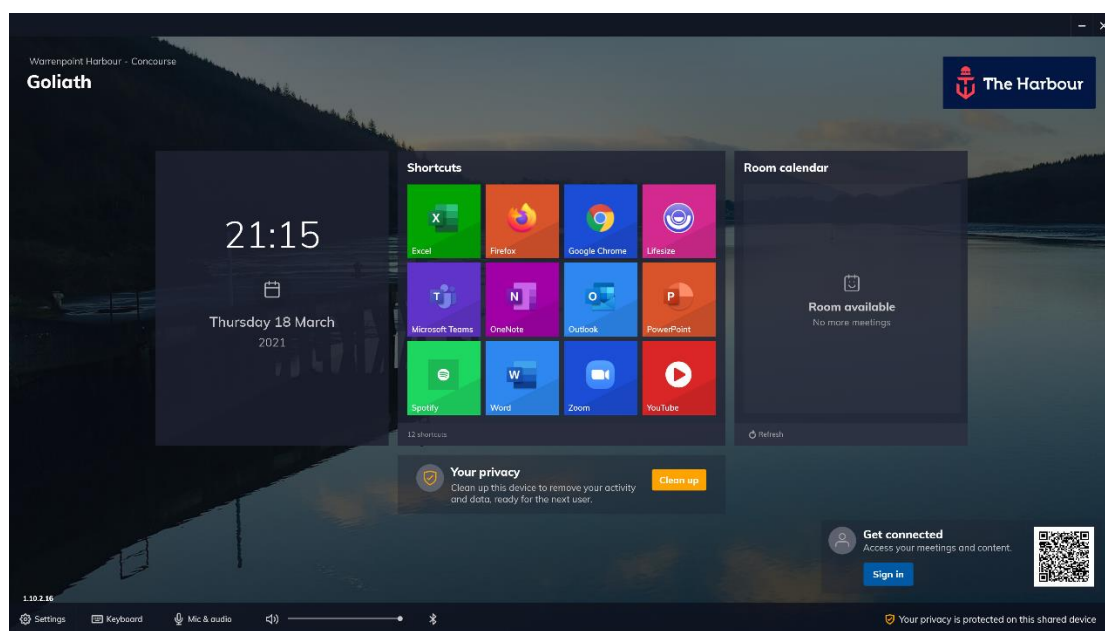 Warrenpoint Harbour - Concourse
Goliath
The Harbour
21:15
Thursday 18 March
2021
Shortcuts
X
Excel
Firefox
Google Chrome
Lifesize
T
Microsoft Teams
N
OneNote
O
Outlook
P
PowerPoint
Spotify
W
Word
Zoom
YouTube
12 shortcuts
Room calendar
Room available
No more meetings
Refresh
Your privacy
Clean up this device to remove your activity
and data, ready for the next user.
Clean up
Get connected
Access your meetings and content.
Sign in
1.10.2.16
Settings
Keyboard
Mic & audio
Your privacy is protected on this shared device